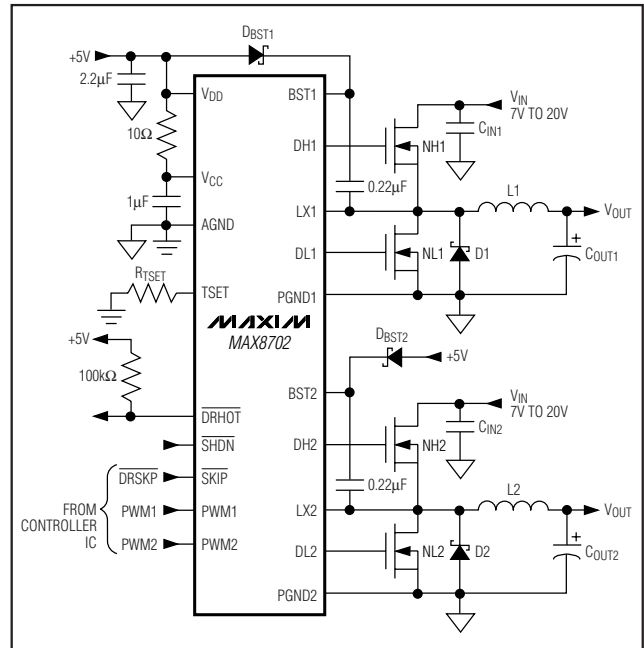 DBST1
+5V
2.2µF
VDD
BST1
VIN
7V TO 20V
CIN1
10Ω
DH1
NH1
VCC
0.22µF
1µF
LX1
L1
VOUT
AGND
DL1
NL1
D1
COUT1
+
RTSET
TSET
PGND1
MAXIM
MAX8702
+5V
DBST2
+5V
100kΩ
BST2
VIN
7V TO 20V
CIN2
DRHOT
DH2
NH2
SHDN
0.22µF
DRSKP
SKIP
L2
VOUT
FROM
CONTROLLER
IC
PWM1
PWM1
LX2
PWM2
PWM2
DL2
NL2
D2
COUT2
+
PGND2